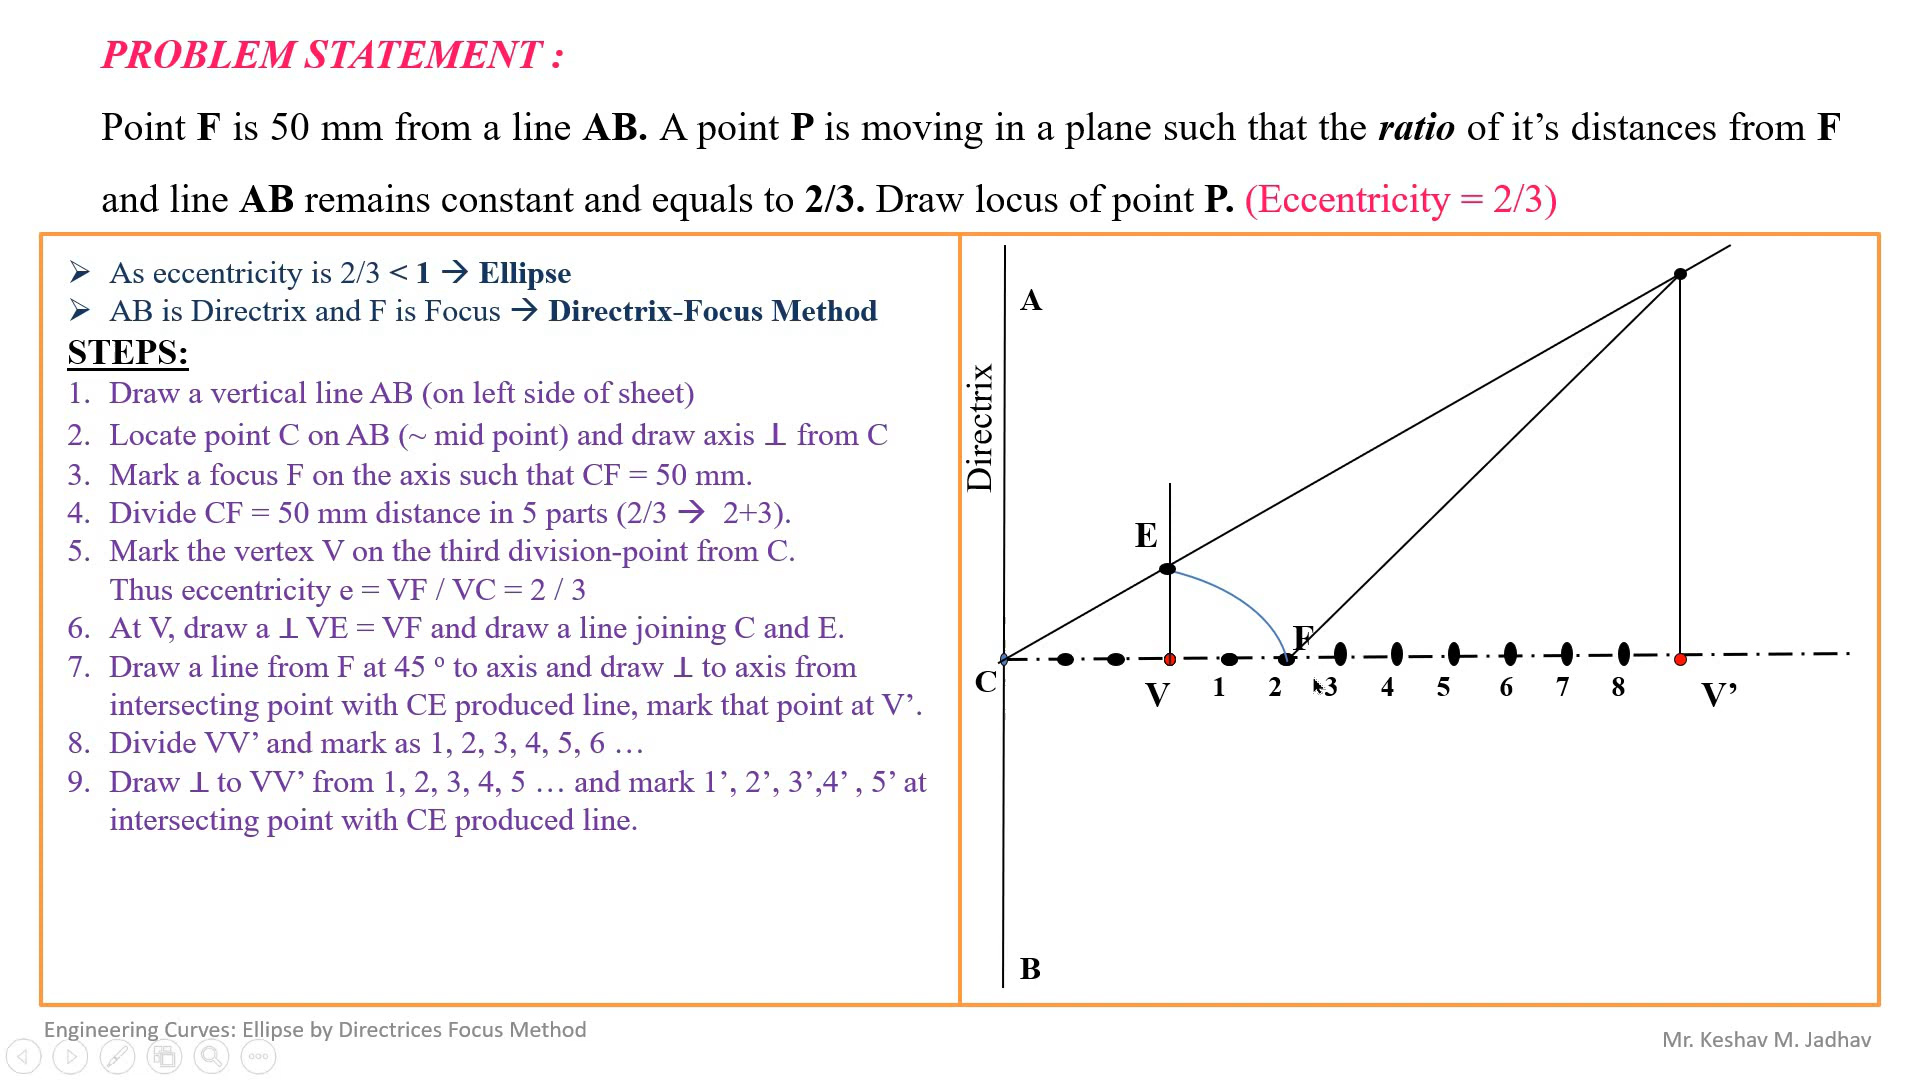 PROBLEM STATEMENT :
Point F is 50 mm from a line AB. A point P is moving in a plane such that the ratio of it’s distances from F
and line AB remains constant and equals to 2/3. Draw locus of point P. (Eccentricity = 2/3)
➢ As eccentricity is 2/3 < 1 → Ellipse
➢ AB is Directrix and F is Focus → Directrix-Focus Method
STEPS:
1. Draw a vertical line AB (on left side of sheet)
2. Locate point C on AB (~ mid point) and draw axis ⊥ from C
3. Mark a focus F on the axis such that CF = 50 mm.
4. Divide CF = 50 mm distance in 5 parts (2/3 → 2+3).
5. Mark the vertex V on the third division-point from C.
Thus eccentricity e = VF / VC = 2 / 3
6. At V, draw a ⊥ VE = VF and draw a line joining C and E.
7. Draw a line from F at 45 º to axis and draw ⊥ to axis from
intersecting point with CE produced line, mark that point at V’.
8. Divide VV’ and mark as 1, 2, 3, 4, 5, 6 …
9. Draw ⊥ to VV’ from 1, 2, 3, 4, 5 … and mark 1’, 2’, 3’,4’ , 5’ at
intersecting point with CE produced line.
A
Directrix
E
F
C
V 1 2 3 4 5 6 7 8 V’
B
Engineering Curves: Ellipse by Directrices Focus Method
Mr. Keshav M. Jadhav